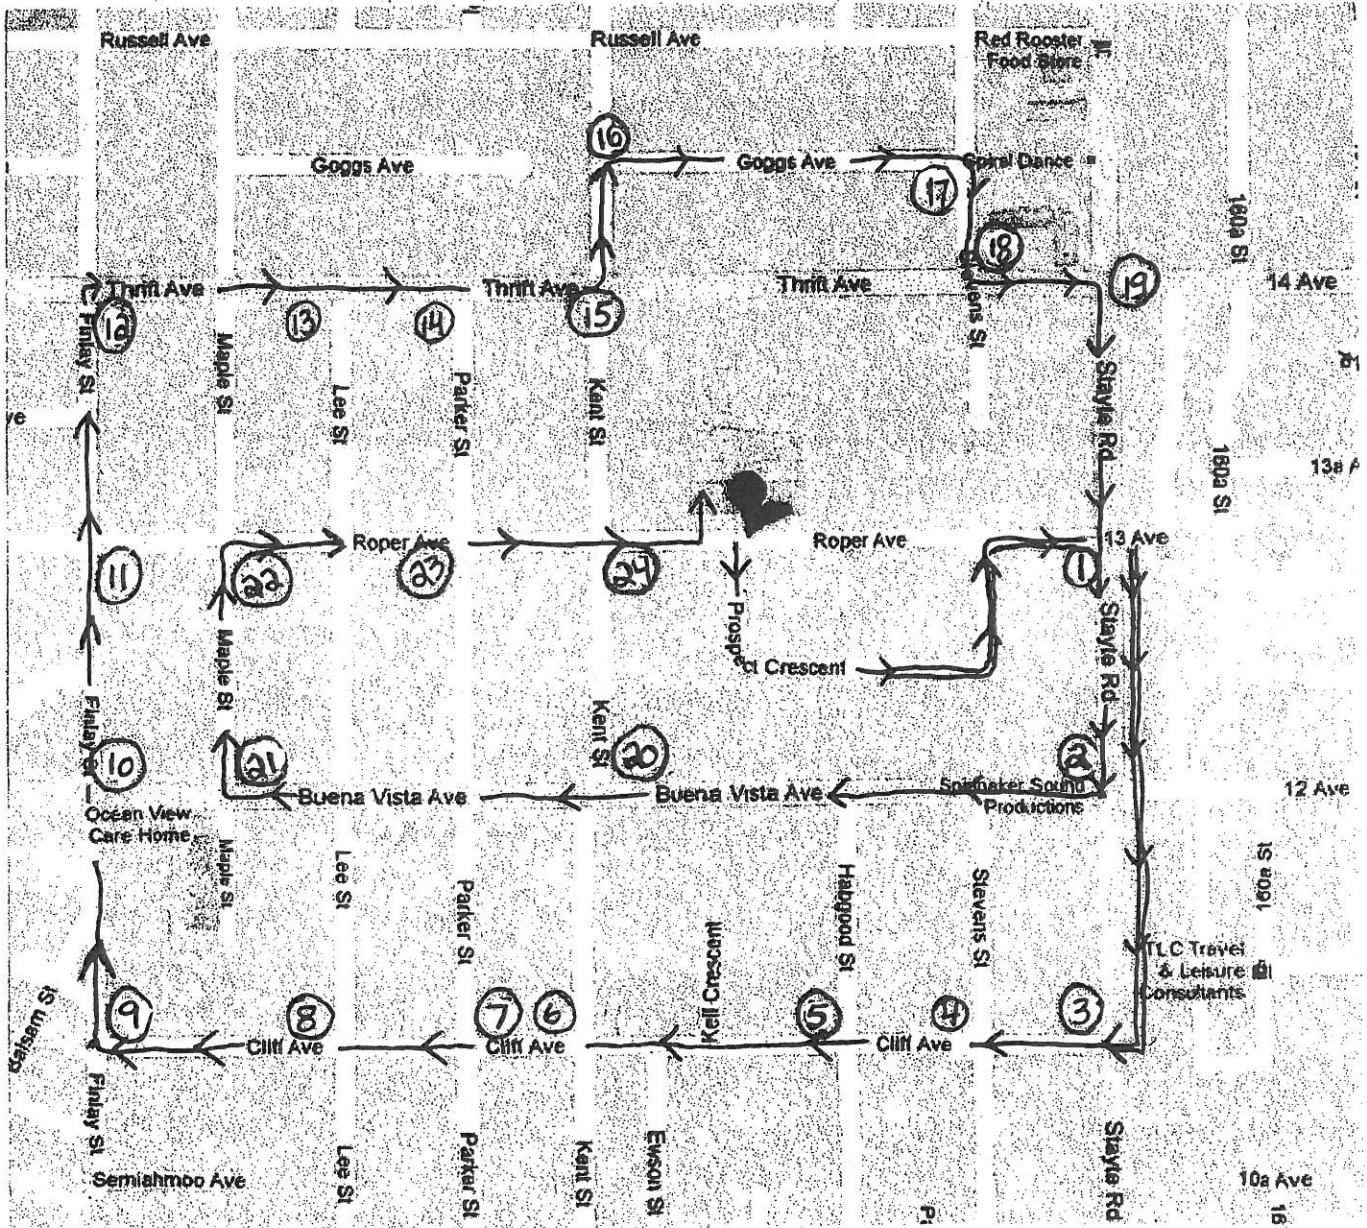 Russell Ave
Russell Ave
Red Rooster
Food Store
16
Goggs Ave
Goggs Ave
Spiral Dance
17
160a St
18
Thrift Ave
Thrift Ave
Thrift Ave
19
14 Ave
12
13
14
15
Finlay St
Maple St
Lee St
Parker St
Kent St
Stayte Rd
160a St
13a A
Roper Ave
Roper Ave
13 Ave
11
22
23
24
1
Prospect Crescent
Maple St
Stayte Rd
Finlay St
Kent St
10
21
20
2
Buena Vista Ave
Buena Vista Ave
Spinnaker Sound
Productions
12 Ave
Ocean View
Care Home
Maple St
Lee St
Parker St
Kell Crescent
Habgood St
Stevens St
160a St
TLC Travel
& Leisure
Consultants
Balsam St
9
8
7
6
5
4
3
Cliff Ave
Cliff Ave
Cliff Ave
Finlay St
Lee St
Parker St
Kent St
Ewson St
Stayte Rd
Semiahmoo Ave
10a Ave